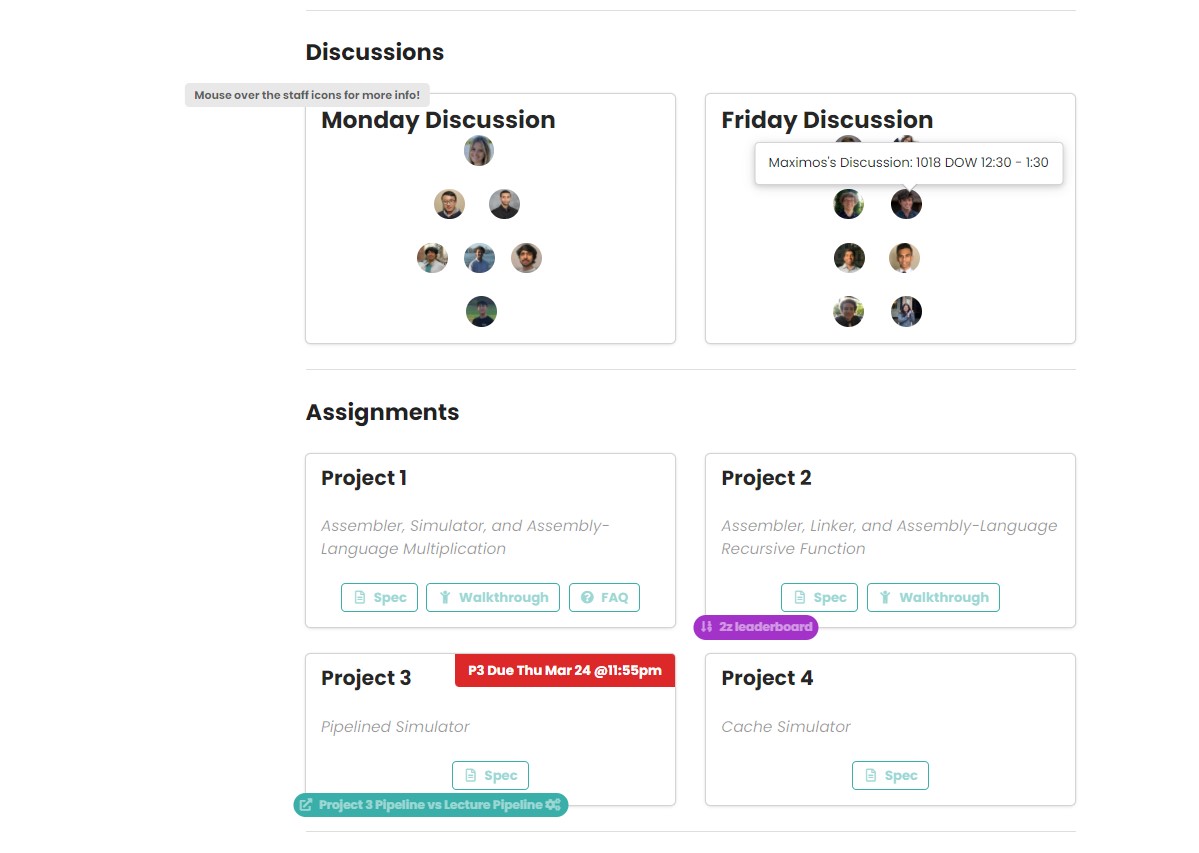 Discussions
Mouse over the staff icons for more info!
Monday Discussion
Friday Discussion
Maximos's Discussion: 1018 DOW 12:30 - 1:30
Assignments
Project 1
Assembler, Simulator, and Assembly-
Language Multiplication
Spec
Walkthrough
FAQ
Project 2
Assembler, Linker, and Assembly-Language
Recursive Function
Spec
Walkthrough
2z leaderboard
Project 3
P3 Due Thu Mar 24 @11:55pm
Pipelined Simulator
Spec
Project 3 Pipeline vs Lecture Pipeline
Project 4
Cache Simulator
Spec